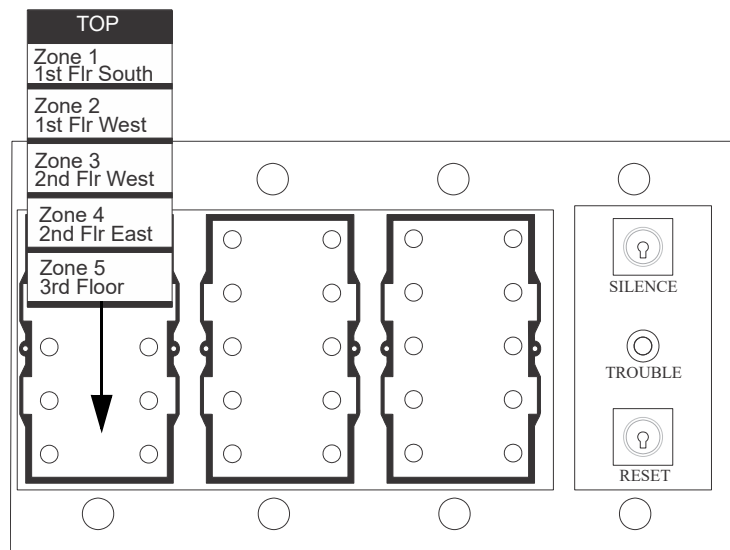 TOP
Zone 1
1st Flr South
Zone 2
1st Flr West
Zone 3
2nd Flr West
Zone 4
2nd Flr East
Zone 5
3rd Floor
SILENCE
TROUBLE
RESET